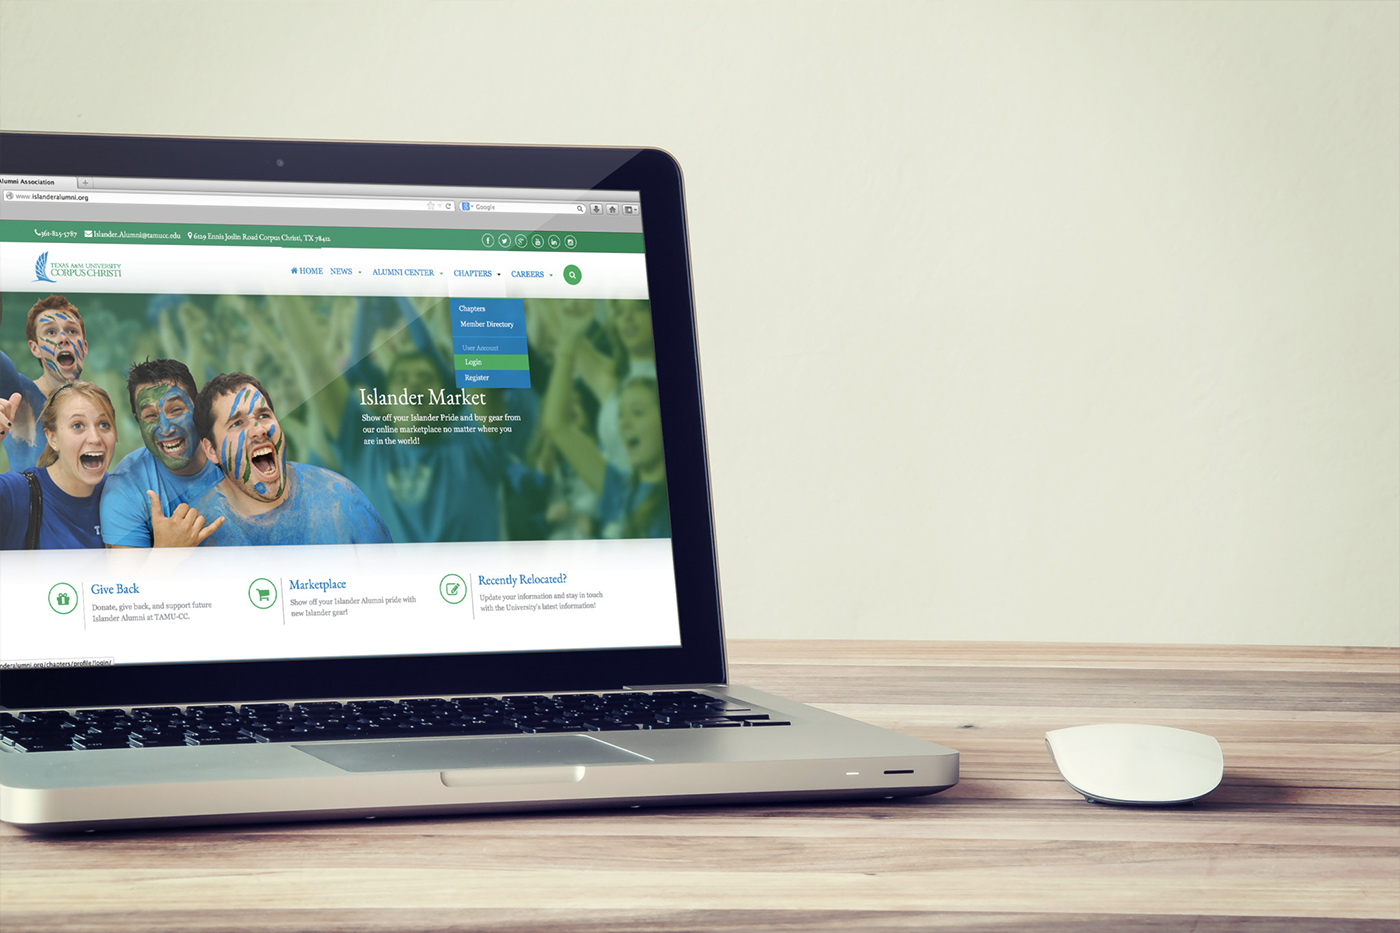 Alumni Association
www.islanderalumni.org
Google
361-825-5787 Islander.Alumni@tamucc.edu 6129 Ennis Joslin Road Corpus Christi, TX 78412
TEXAS A&M UNIVERSITY
CORPUS CHRISTI
HOME NEWS ALUMNI CENTER CHAPTERS CAREERS
Chapters
Member Directory
User Account
Login
Register
Islander Market
Show off your Islander Pride and buy gear from
our online marketplace no matter where you
are in the world!
Give Back
Donate, give back, and support future
Islander Alumni at TAMU-CC.
Marketplace
Show off your Islander Alumni pride with
new Islander gear!
Recently Relocated?
Update your information and stay in touch
with the University's latest information!
nderalumni.org/chapters/profile/login/